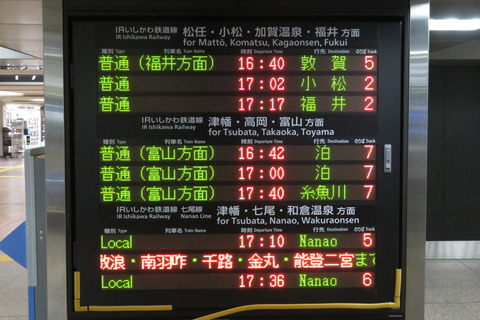 IRいしかわ鉄道線 松任・小松・加賀温泉・福井 方面
IR Ishikawa Railway for Mattō, Komatsu, Kagaonsen, Fukui
種別 Type 列車名 Train Name 時刻 Departure Time 行先 Destination のりば Track
普通(福井方面) 16:40 敦賀 5
普通 17:02 小松 2
普通 17:17 福井 2
IRいしかわ鉄道線 津幡・高岡・富山 方面
IR Ishikawa Railway for Tsubata, Takaoka, Toyama
種別 Type 列車名 Train Name 時刻 Departure Time 行先 Destination のりば Track
普通(富山方面) 16:42 泊 7
普通(富山方面) 17:00 泊 7
普通(富山方面) 17:40 糸魚川 7
IRいしかわ鉄道線 七尾線 津幡・七尾・和倉温泉 方面
IR Ishikawa Railway Nanao Line for Tsubata, Nanao, Wakuraonsen
種別 Type 列車名 Train Name 時刻 Departure Time 行先 Destination のりば Track
Local 17:10 Nanao 5
敷浪・南羽咋・千路・金丸・能登二宮まで
Local 17:36 Nanao 6